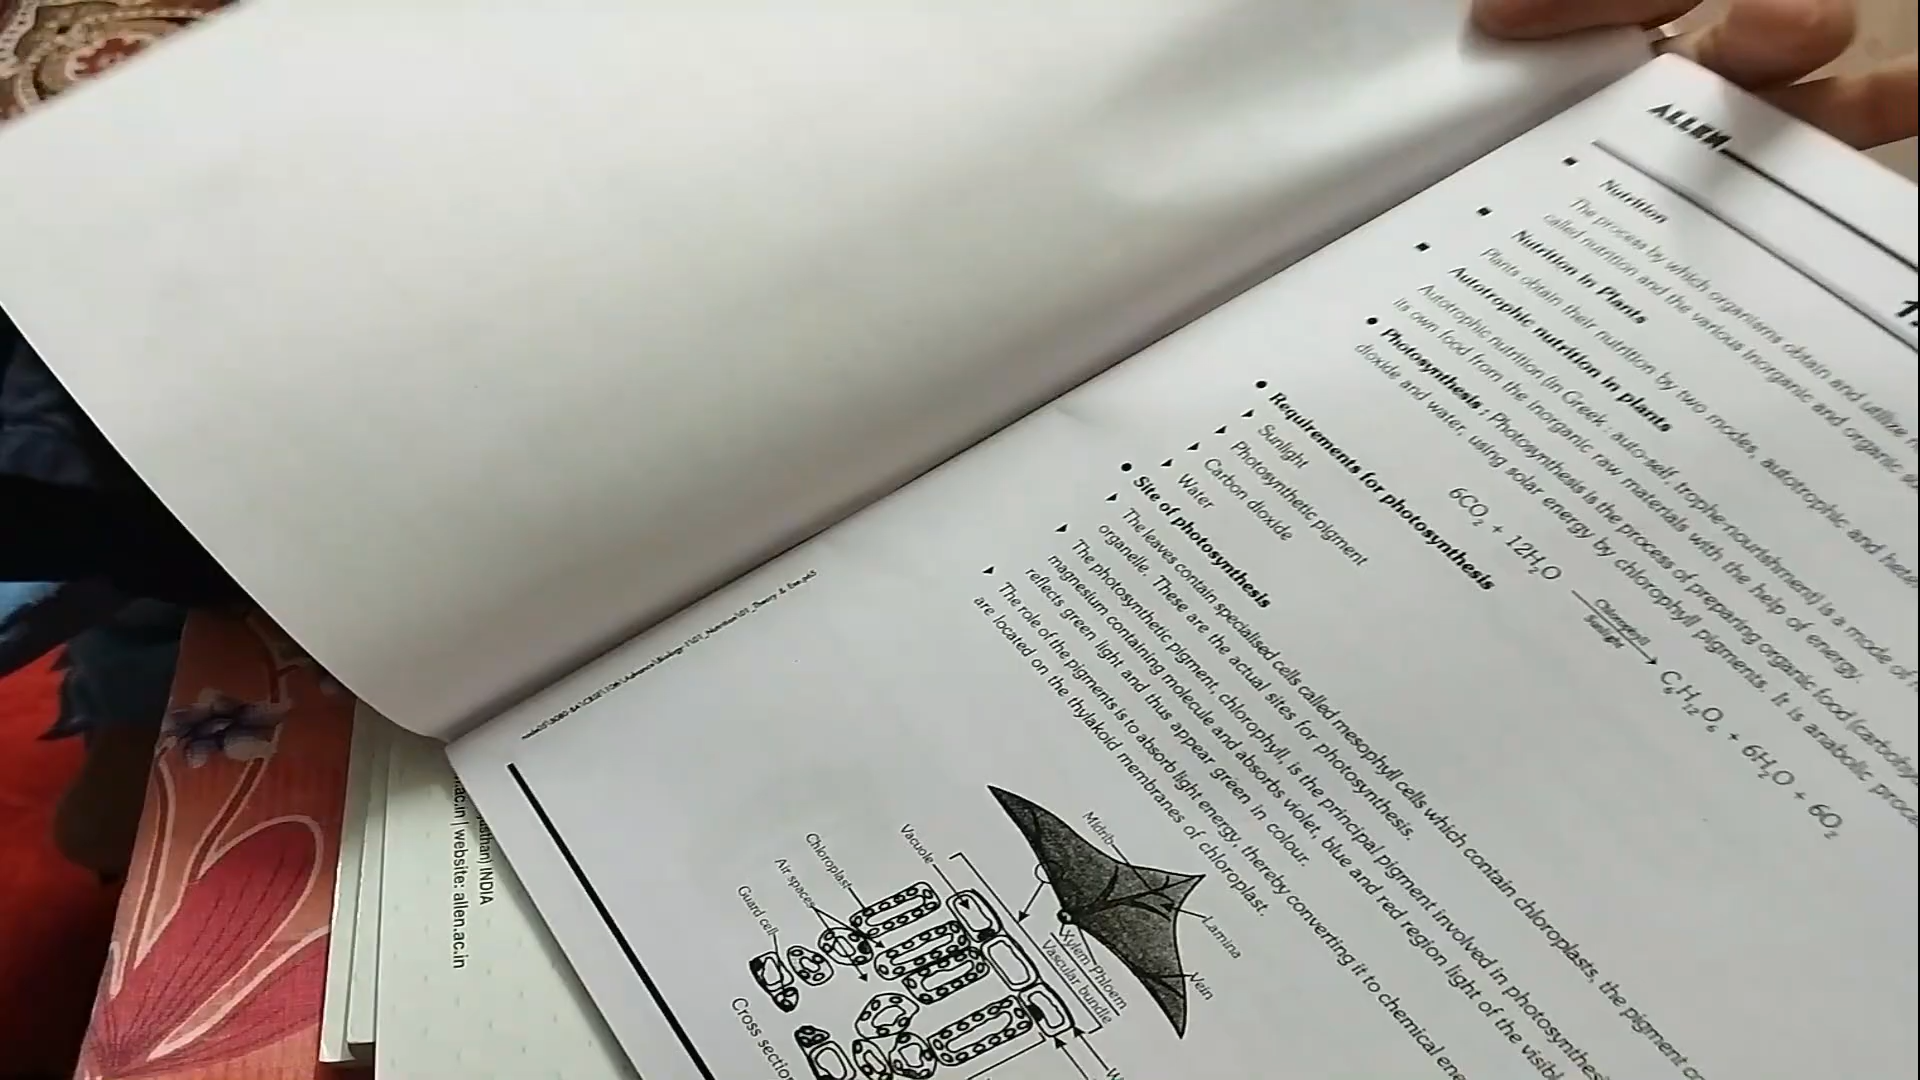 ALLEN
Nutrition
The process by which organisms obtain and utilize
called nutrition and the various inorganic and organic
Nutrition in Plants
Plants obtain their nutrition by two modes, autotrophic and
Autotrophic nutrition in plants
Autotrophic nutrition (in Greek : auto-self, trophe-nourishment) is a mode of
its own food from the inorganic raw materials with the help of energy.
Photosynthesis : Photosynthesis is the process of preparing organic food
dioxide and water, using solar energy by chlorophyll pigments. It is anabolic
6CO₂ + 12H₂O Chlorophyll Sunlight → C₆H₁₂O₆ + 6H₂O + 6O₂
Requirements for photosynthesis
Sunlight
Photosynthetic pigment
Carbon dioxide
Water
Site of photosynthesis
The leaves contain specialised cells called mesophyll cells which contain chloroplasts, the pigment
organelle. These are the actual sites for photosynthesis.
The photosynthetic pigment, chlorophyll, is the principal pigment involved in
magnesium containing molecule and absorbs violet, blue and red region light of the
reflects green light and thus appear green in colour.
The role of the pigments is to absorb light energy, thereby converting it to chemical
are located on the thylakoid membranes of chloroplast.
Midrib
Lamina
Vein
Xylem Phloem
Vascular bundle
Vacuole
Chloroplast
Air spaces
Guard cell
Cross
INDIA
| website: allen.ac.in